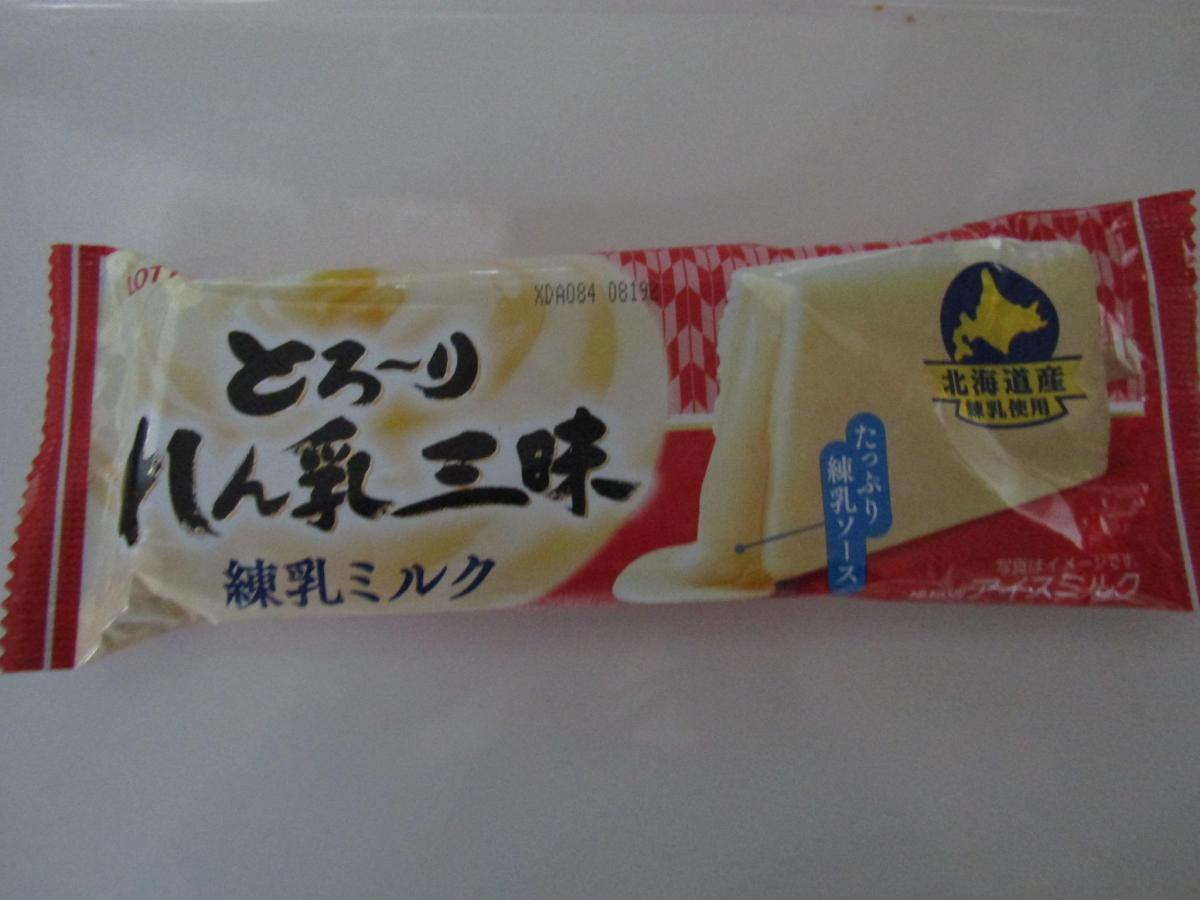 LOT
XDA084 0819
とろ～り
れん乳三昧
練乳ミルク
北海道産
練乳使用
たっぷり
練乳ソース
写真はイメージです。
アイスミルク